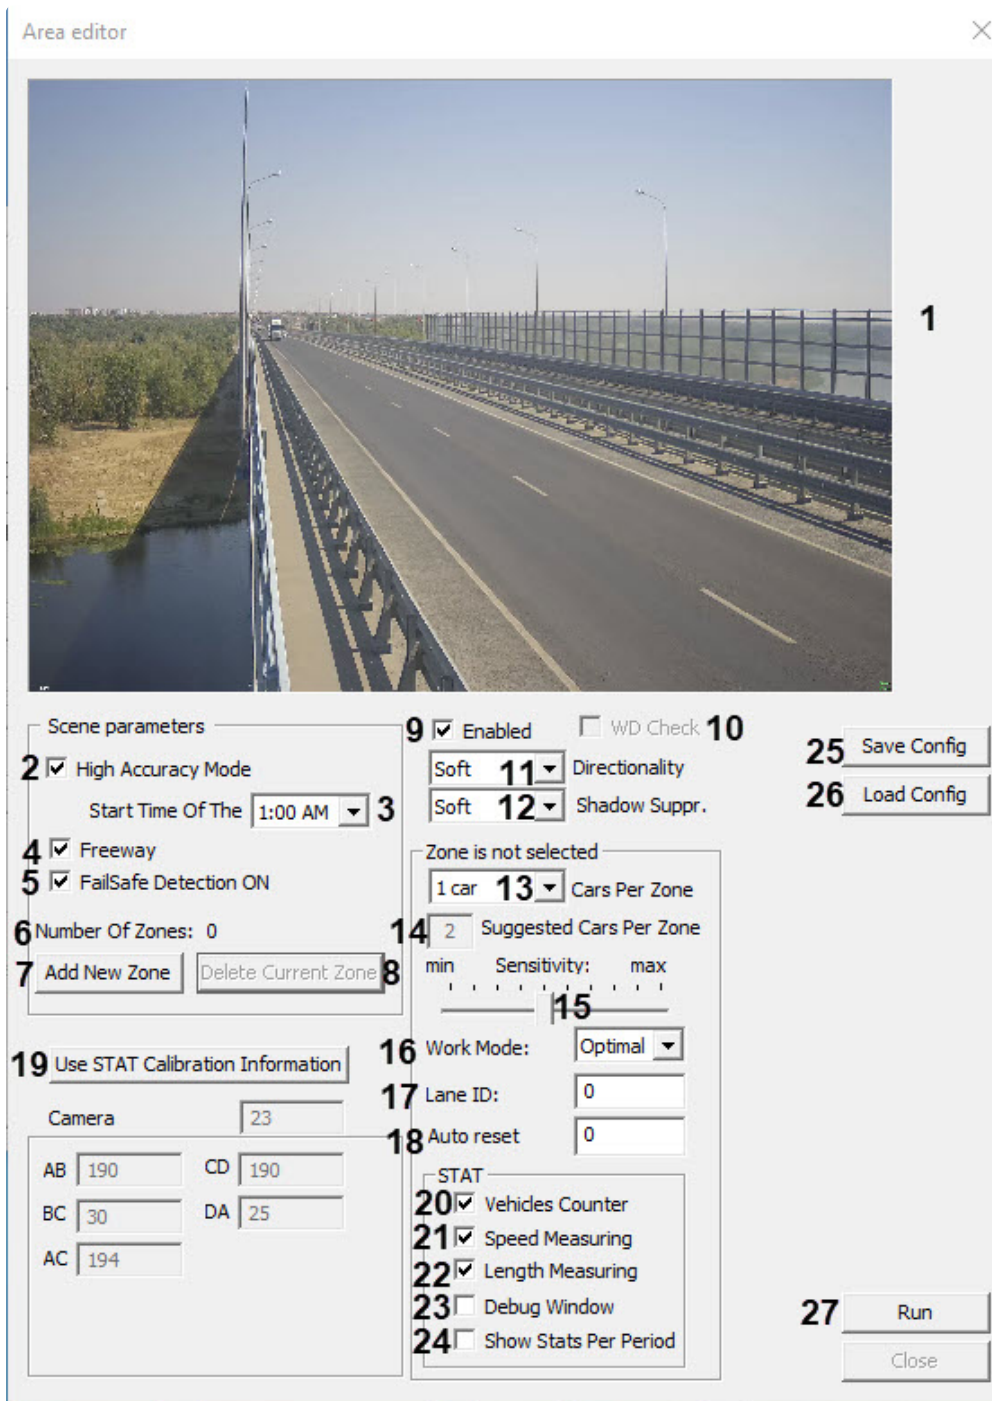 Area editor
1
Scene parameters
2 High Accuracy Mode
Start Time Of The 1:00 AM 3
4 Freeway
5 FailSafe Detection ON
6 Number Of Zones: 0
7 Add New Zone Delete Current Zone 8
9 Enabled WD Check 10
Soft 11 Directionality
Soft 12 Shadow Suppr.
25 Save Config
26 Load Config
Zone is not selected
1 car 13 Cars Per Zone
14 2 Suggested Cars Per Zone
min Sensitivity: max
15
16 Work Mode: Optimal
17 Lane ID: 0
18 Auto reset 0
19 Use STAT Calibration Information
Camera 23
AB 190 CD 190
BC 30 DA 25
AC 194
STAT
20 Vehicles Counter
21 Speed Measuring
22 Length Measuring
23 Debug Window
24 Show Stats Per Period
27 Run
Close